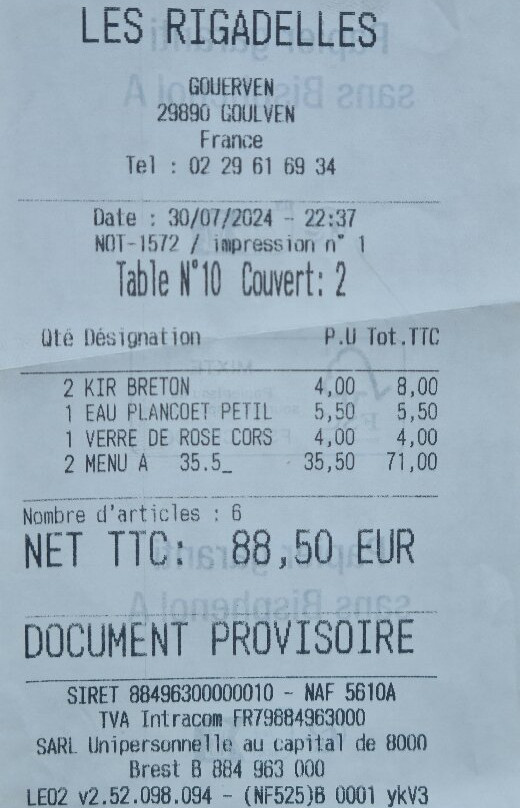 LES RIGADELLES
GOUERVEN
29890 GOULVEN
France
Tel : 02 29 61 69 34
Date : 30/07/2024 - 22:37
NOT-1572 / impression n° 1
Table N°10 Couvert: 2
Qté Désignation P.U Tot.TTC
2 KIR BRETON 4,00 8,00
1 EAU PLANCOET PETIL 5,50 5,50
1 VERRE DE ROSE CORS 4,00 4,00
2 MENU A 35.5_ 35,50 71,00
Nombre d'articles : 6
NET TTC: 88,50 EUR
DOCUMENT PROVISOIRE
SIRET 88496300000010 - NAF 5610A
TVA Intracom FR79884963000
SARL Unipersonnelle au capital de 8000
Brest B 884 963 000
LEO2 v2.52.098.094 - (NF525)B 0001 ykV3